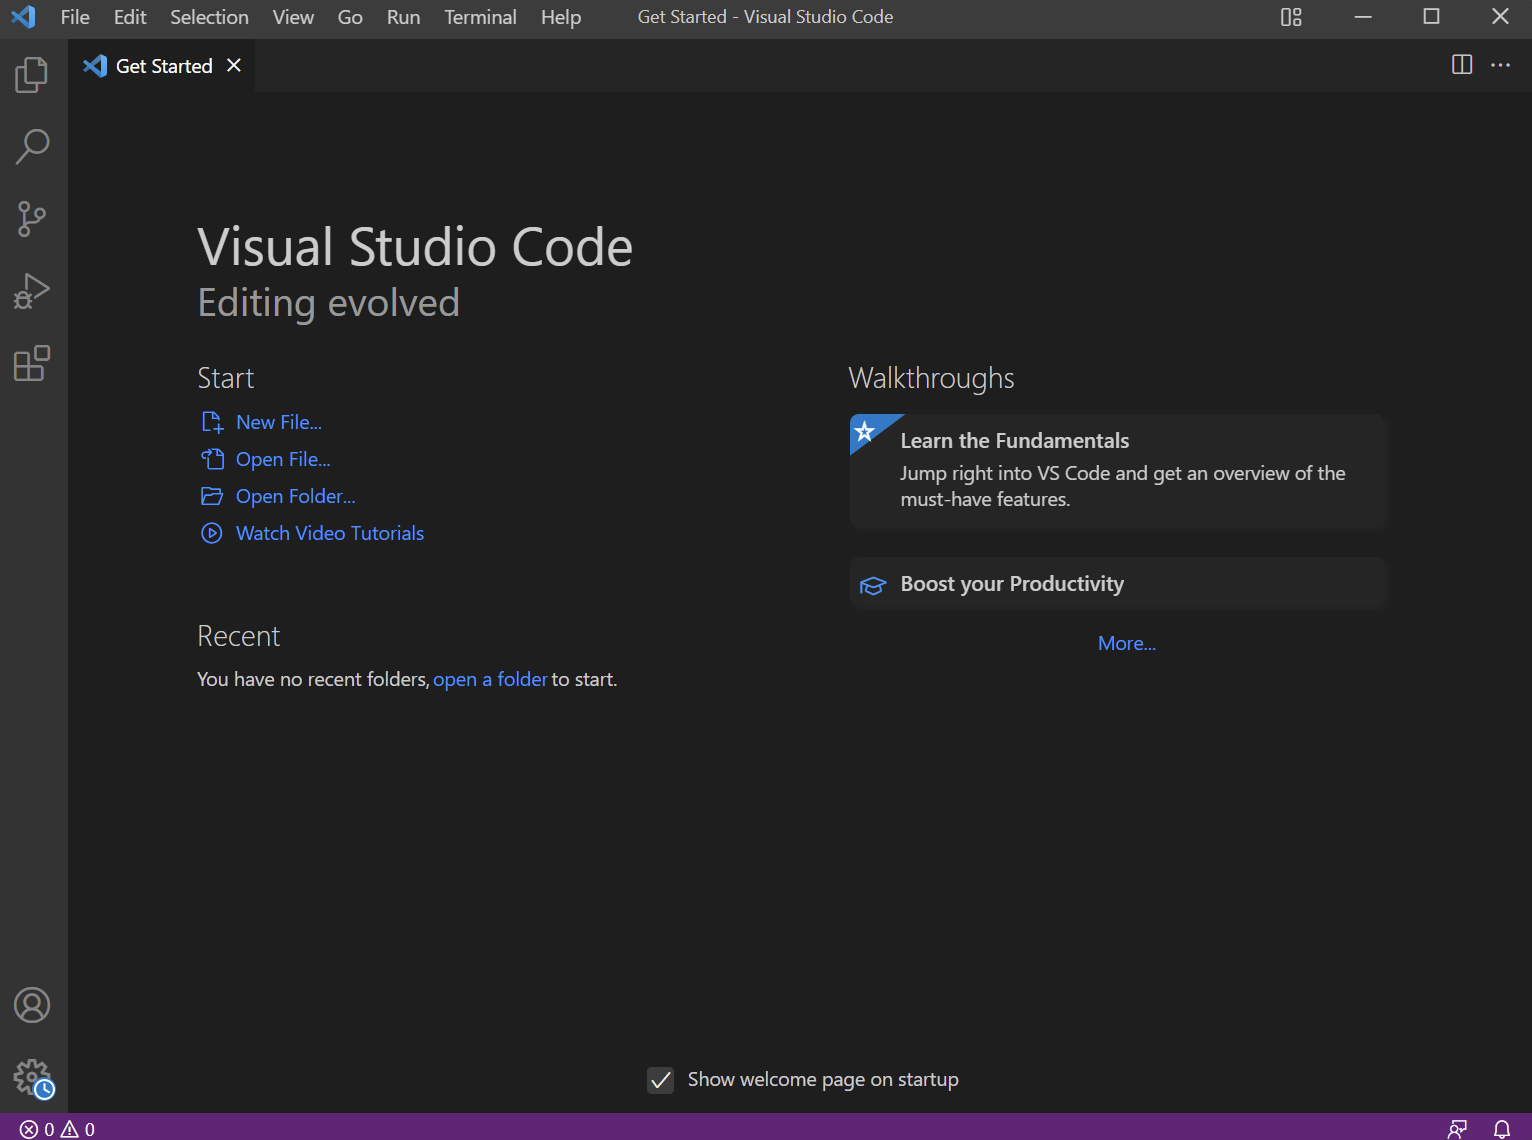 File Edit Selection View Go Run Terminal Help Get Started - Visual Studio Code
Get Started
Visual Studio Code
Editing evolved
Start
New File...
Open File...
Open Folder...
Watch Video Tutorials
Recent
You have no recent folders, open a folder to start.
Walkthroughs
Learn the Fundamentals
Jump right into VS Code and get an overview of the
must-have features.
Boost your Productivity
More...
Show welcome page on startup
0 0